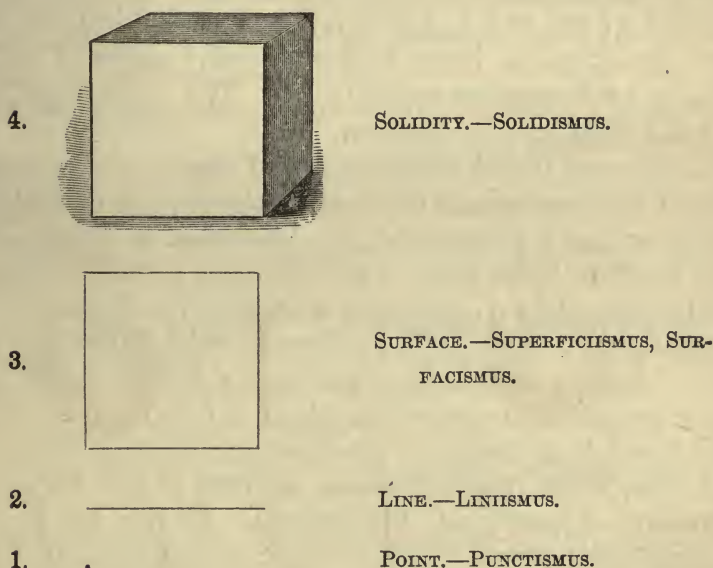 4. SOLIDITY.—SOLIDISMUS.
3. SURFACE.—SUPERFICIISMUS, SUR-
FACISMUS.
2. LINE.—LINIISMUS.
1. POINT.—PUNCTISMUS.